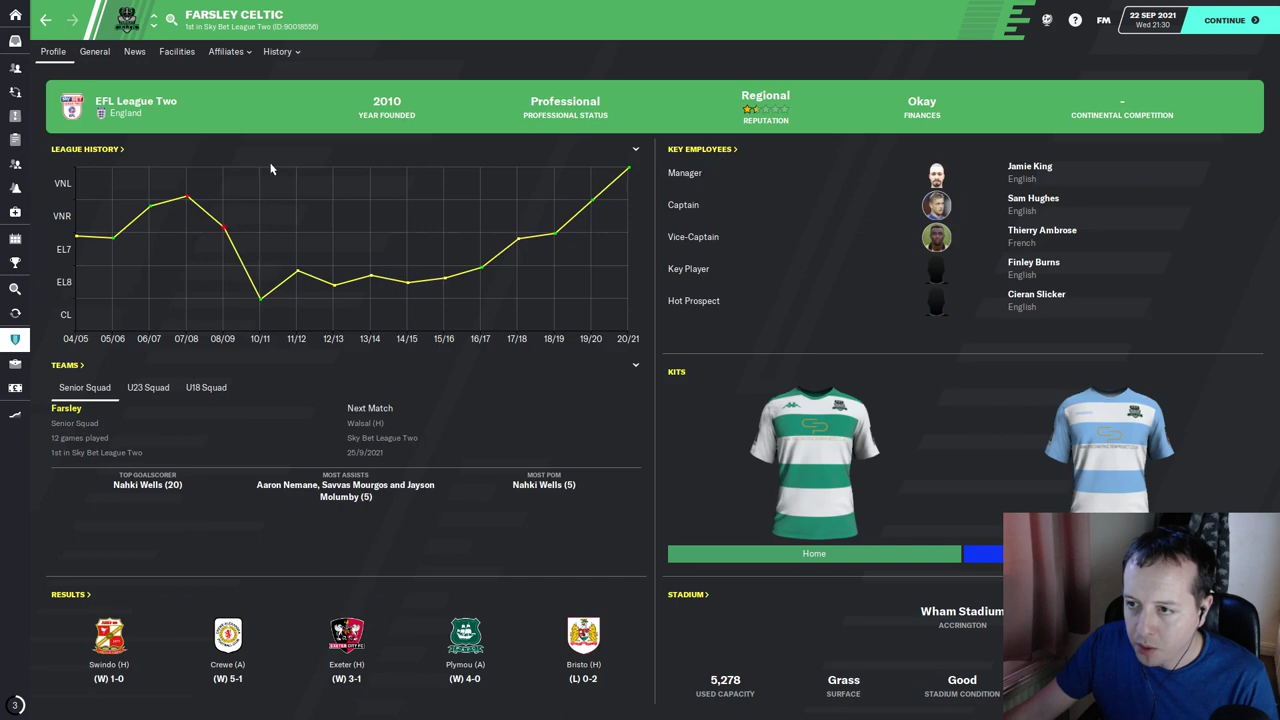 FARSLEY CELTIC
1st in Sky Bet League Two (ID:90018556)
FM
22 SEP 2021
Wed 21:30
CONTINUE
Profile
General
News
Facilities
Affiliates
History
EFL League Two
England
2010
YEAR FOUNDED
Professional
PROFESSIONAL STATUS
Regional
REPUTATION
Okay
FINANCES
-
CONTINENTAL COMPETITION
LEAGUE HISTORY
VNL
VNR
EL7
EL8
CL
04/05 05/06 06/07 07/08 08/09 10/11 11/12 12/13 13/14 14/15 15/16 16/17 17/18 18/19 19/20 20/21
KEY EMPLOYEES
Manager
Jamie King
English
Captain
Sam Hughes
English
Vice-Captain
Thierry Ambrose
French
Key Player
Finley Burns
English
Hot Prospect
Cieran Slicker
English
TEAMS
Senior Squad
U23 Squad
U18 Squad
Farsley
Senior Squad
12 games played
1st in Sky Bet League Two
Next Match
Walsal (H)
Sky Bet League Two
25/9/2021
TOP GOALSCORER
Nahki Wells (20)
MOST ASSISTS
Aaron Nemane, Savvas Mourgos and Jayson
Molumby (5)
MOST POM
Nahki Wells (5)
KITS
Home
RESULTS
Swindo (H)
(W) 1-0
Crewe (A)
(W) 5-1
Exeter (H)
(W) 3-1
Plymou (A)
(W) 4-0
Bristo (H)
(L) 0-2
STADIUM
Wham Stadium
ACCRINGTON
5,278
USED CAPACITY
Grass
SURFACE
Good
STADIUM CONDITION
3